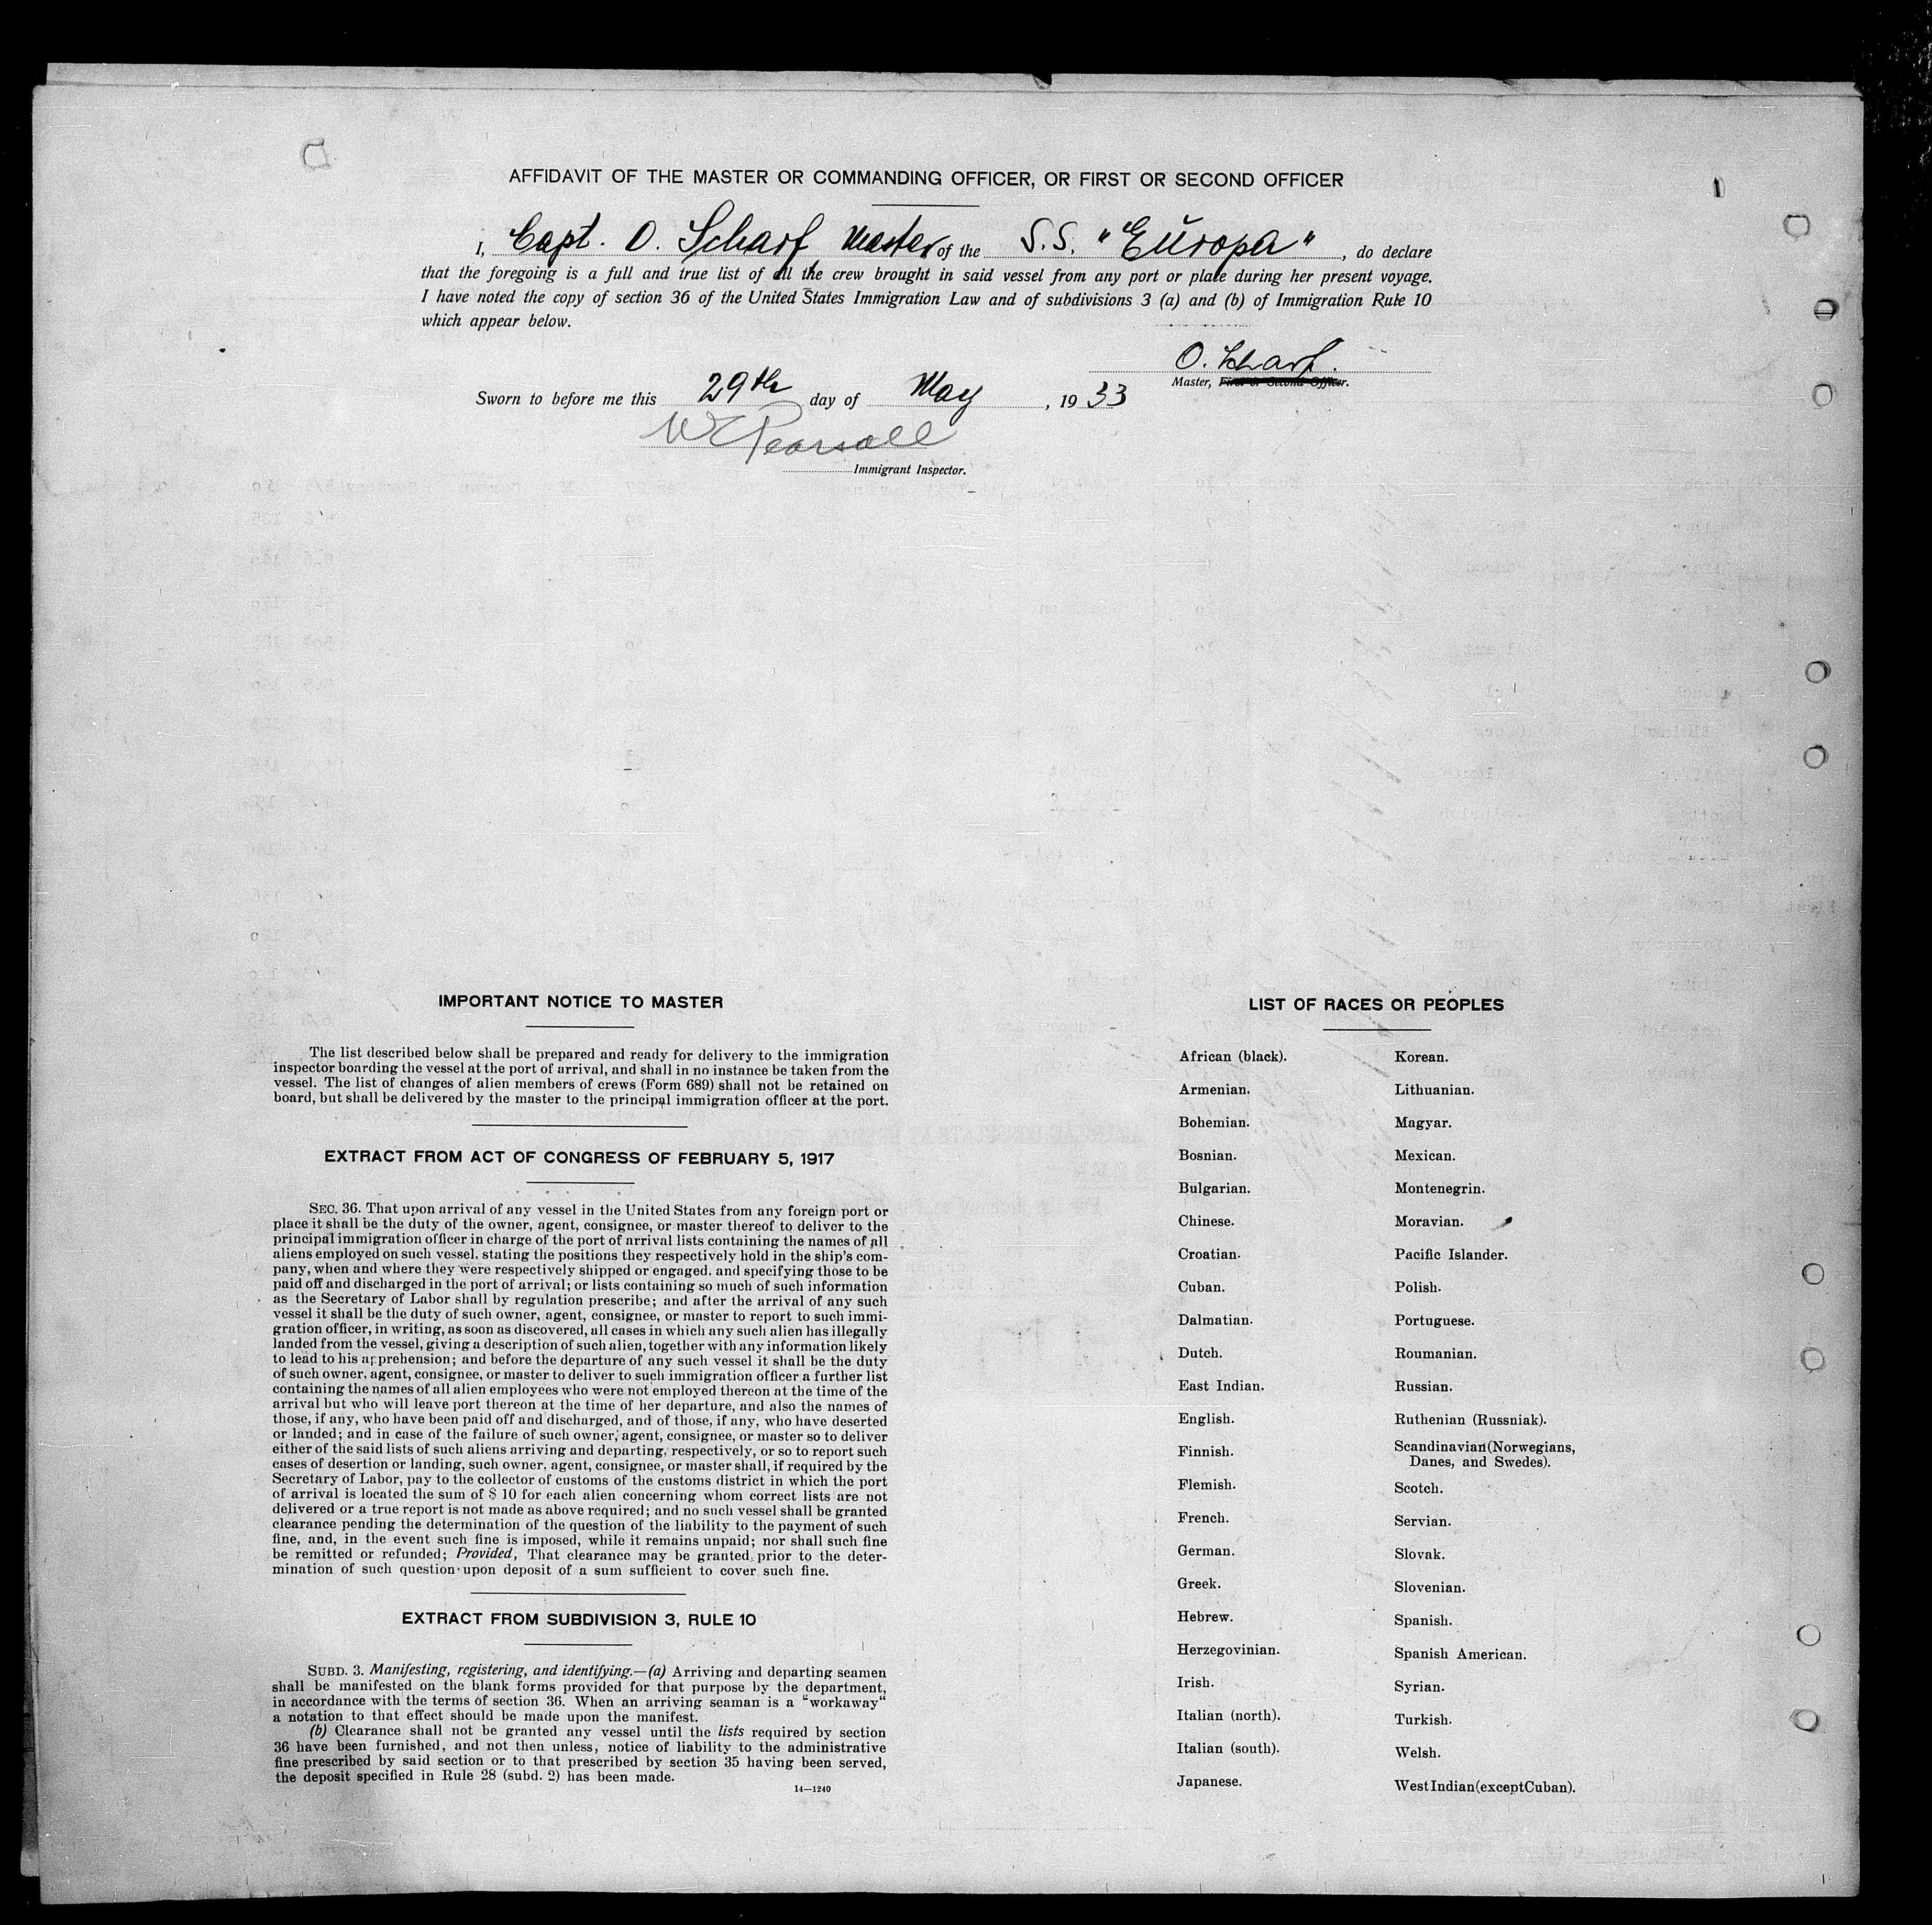 AFFIDAVIT OF THE MASTER OR COMMANDING OFFICER, OR FIRST OR SECOND OFFICER
I, Capt. O. Scharf, Master of the S.S. "Europa", do declare
that the foregoing is a full and true list of all the crew brought in said vessel from any port or place during her present voyage.
I have noted the copy of section 36 of the United States Immigration Law and of subdivisions 3 (a) and (b) of Immigration Rule 10
which appear below.
O. Scharf.
Master, First or Second Officer.
Sworn to before me this 29th day of May, 1933
W Pearsall
Immigrant Inspector.
IMPORTANT NOTICE TO MASTER
The list described below shall be prepared and ready for delivery to the immigration
inspector boarding the vessel at the port of arrival, and shall in no instance be taken from the
vessel. The list of changes of alien members of crews (Form 689) shall not be retained on
board, but shall be delivered by the master to the principal immigration officer at the port.
EXTRACT FROM ACT OF CONGRESS OF FEBRUARY 5, 1917
SEC. 36. That upon arrival of any vessel in the United States from any foreign port or
place it shall be the duty of the owner, agent, consignee, or master thereof to deliver to the
principal immigration officer in charge of the port of arrival lists containing the names of all
aliens employed on such vessel, stating the positions they respectively hold in the ship's com-
pany, when and where they were respectively shipped or engaged. and specifying those to be
paid off and discharged in the port of arrival; or lists containing so much of such information
as the Secretary of Labor shall by regulation prescribe; and after the arrival of any such
vessel it shall be the duty of such owner, agent, consignee, or master to report to such immi-
gration officer, in writing, as soon as discovered, all cases in which any such alien has illegally
landed from the vessel, giving a description of such alien, together with any information likely
to lead to his apprehension; and before the departure of any such vessel it shall be the duty
of such owner, agent, consignee, or master to deliver to such immigration officer a further list
containing the names of all alien employees who were not employed thereon at the time of the
arrival but who will leave port thereon at the time of her departure, and also the names of
those, if any, who have been paid off and discharged, and of those, if any, who have deserted
or landed; and in case of the failure of such owner, agent, consignee, or master so to deliver
either of the said lists of such aliens arriving and departing, respectively, or so to report such
cases of desertion or landing, such owner, agent, consignee, or master shall, if required by the
Secretary of Labor, pay to the collector of customs of the customs district in which the port
of arrival is located the sum of $ 10 for each alien concerning whom correct lists are not
delivered or a true report is not made as above required; and no such vessel shall be granted
clearance pending the determination of the question of the liability to the payment of such
fine, and, in the event such fine is imposed, while it remains unpaid; nor shall such fine
be remitted or refunded; Provided, That clearance may be granted prior to the deter-
mination of such question upon deposit of a sum sufficient to cover such fine.
EXTRACT FROM SUBDIVISION 3, RULE 10
SUBD. 3. Manifesting, registering, and identifying.—(a) Arriving and departing seamen
shall be manifested on the blank forms provided for that purpose by the department,
in accordance with the terms of section 36. When an arriving seaman is a "workaway"
a notation to that effect should be made upon the manifest.
(b) Clearance shall not be granted any vessel until the lists required by section
36 have been furnished, and not then unless, notice of liability to the administrative
fine prescribed by said section or to that prescribed by section 35 having been served,
the deposit specified in Rule 28 (subd. 2) has been made.
14—1240
LIST OF RACES OR PEOPLES
African (black).
Armenian.
Bohemian.
Bosnian.
Bulgarian.
Chinese.
Croatian.
Cuban.
Dalmatian.
Dutch.
East Indian.
English.
Finnish.
Flemish.
French.
German.
Greek.
Hebrew.
Herzegovinian.
Irish.
Italian (north).
Italian (south).
Japanese.
Korean.
Lithuanian.
Magyar.
Mexican.
Montenegrin.
Moravian.
Pacific Islander.
Polish.
Portuguese.
Roumanian.
Russian.
Ruthenian (Russniak).
Scandinavian (Norwegians,
Danes, and Swedes).
Scotch.
Servian.
Slovak.
Slovenian.
Spanish.
Spanish American.
Syrian.
Turkish.
Welsh.
West Indian (except Cuban).